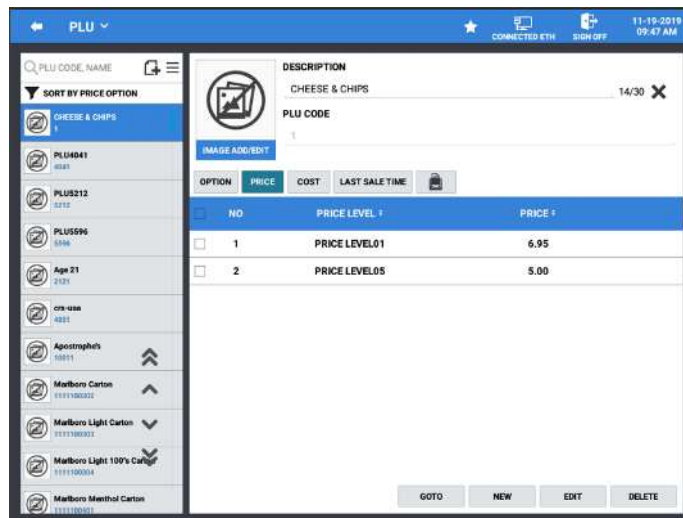 PLU
CONNECTED ETH
SIGN OFF
11-19-2019
09:47 AM
PLU CODE, NAME
SORT BY PRICE OPTION
CHEESE & CHIPS
1
PLU4041
4041
PLU5212
5212
PLU5596
5596
Age 21
2121
crs-usa
4881
Apostrophe's
10011
Marlboro Carton
1111100302
Marlboro Light Carton
Marlboro Light 100's Carton
1111100304
Marlboro Menthol Carton
IMAGE ADD/EDIT
DESCRIPTION
CHEESE & CHIPS
14/30
PLU CODE
1
OPTION
PRICE
COST
LAST SALE TIME
NO
PRICE LEVEL
PRICE
1
PRICE LEVEL01
6.95
2
PRICE LEVEL05
5.00
GOTO
NEW
EDIT
DELETE